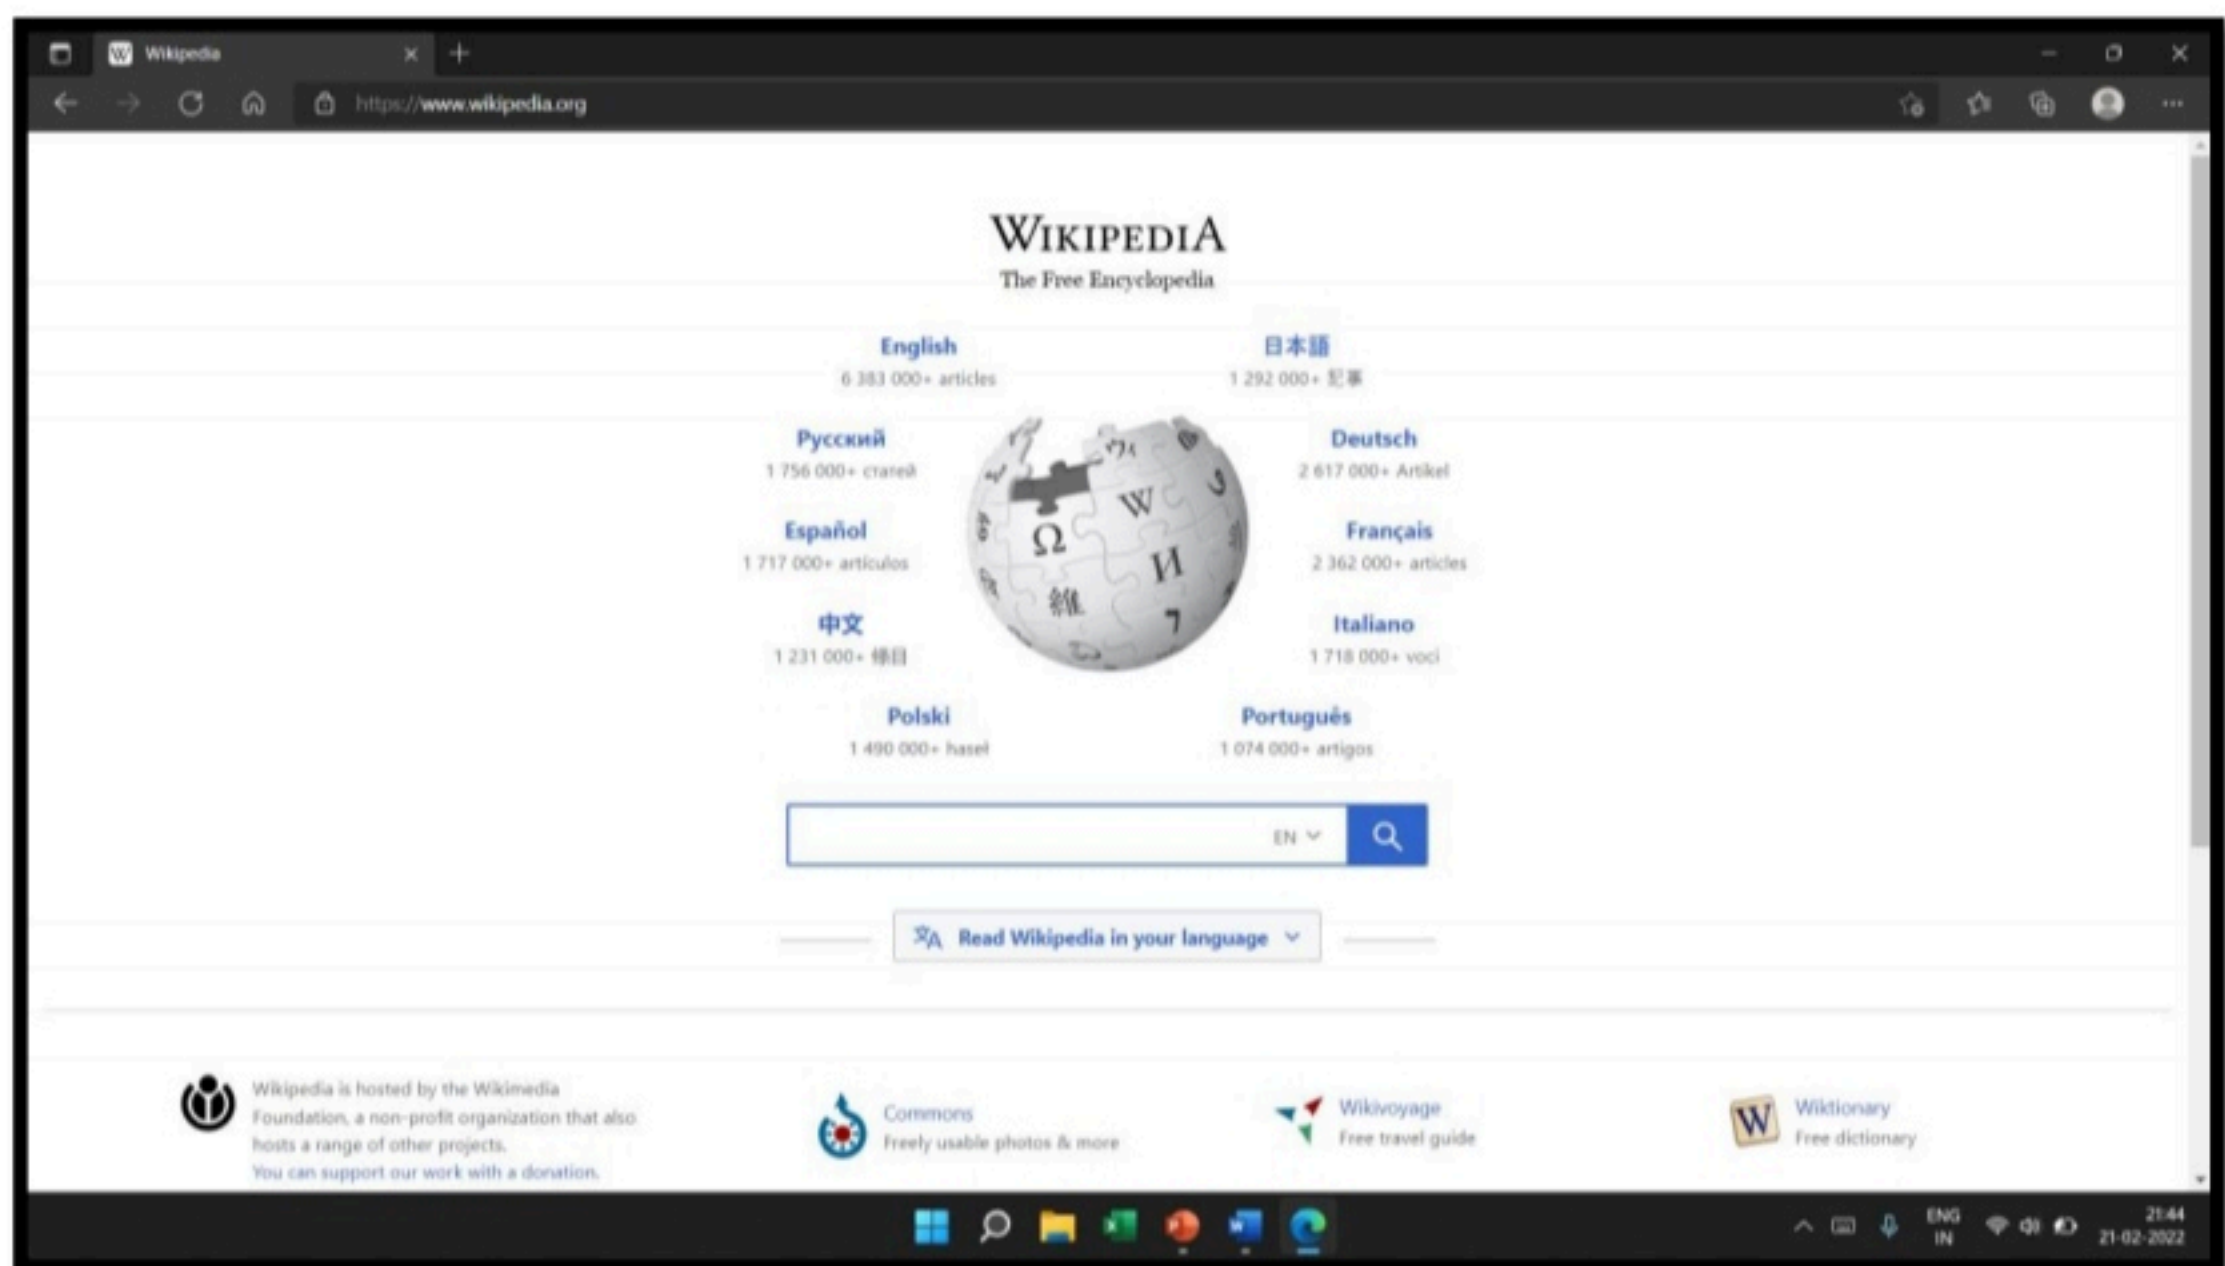 Wikipedia
https://www.wikipedia.org
WIKIPEDIA
The Free Encyclopedia
English
6 383 000+ articles
日本語
1 292 000+ 記事
Русский
1 756 000+ статей
Deutsch
2 617 000+ Artikel
Español
1 717 000+ artículos
Français
2 362 000+ articles
中文
1 231 000+ 條目
Italiano
1 718 000+ voci
Polski
1 490 000+ haseł
Português
1 074 000+ artigos
Ω
W
И
維
EN
Read Wikipedia in your language
Wikipedia is hosted by the Wikimedia
Foundation, a non-profit organization that also
hosts a range of other projects.
You can support our work with a donation.
Commons
Freely usable photos & more
Wikivoyage
Free travel guide
W
Wiktionary
Free dictionary
ENG
IN
21:44
21-02-2022